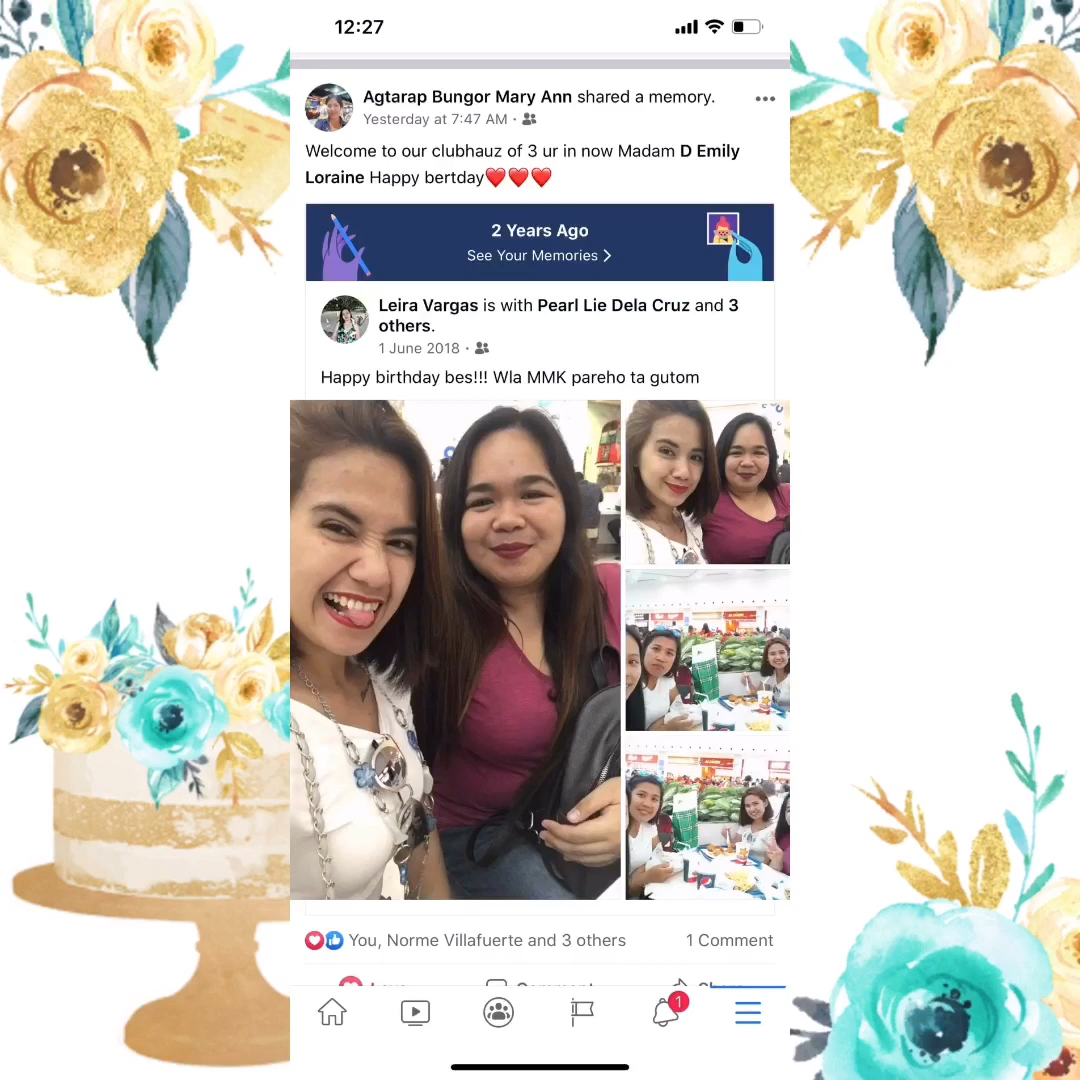 12:27
Agtarap Bungor Mary Ann shared a memory.
Yesterday at 7:47 AM ·
Welcome to our clubhauz of 3 ur in now Madam D Emily
Loraine Happy bertday❤️❤️❤️
2 Years Ago
See Your Memories >
Leira Vargas is with Pearl Lie Dela Cruz and 3
others.
1 June 2018 ·
Happy birthday bes!!! Wla MMK pareho ta gutom
You, Norme Villafuerte and 3 others
1 Comment
Love
Comment
Share
1